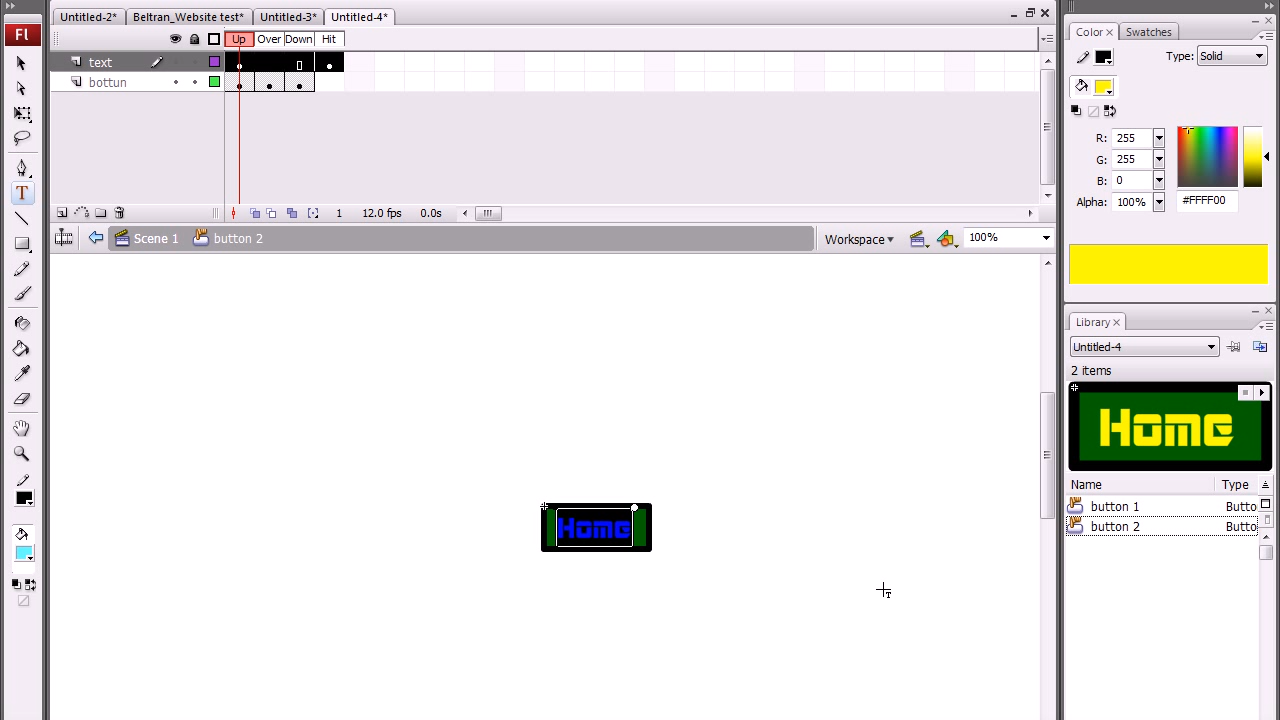 Untitled-2* Beltran_Website test* Untitled-3* Untitled-4*
Fl
Up Over Down Hit
text
bottun
1 12.0 fps 0.0s
Scene 1 button 2 Workspace 100%
T
Home
Color Swatches
Type: Solid
R: 255
G: 255
B: 0
Alpha: 100% #FFFF00
Library
Untitled-4
2 items
Home
Name Type
button 1 Butto
button 2 Butto